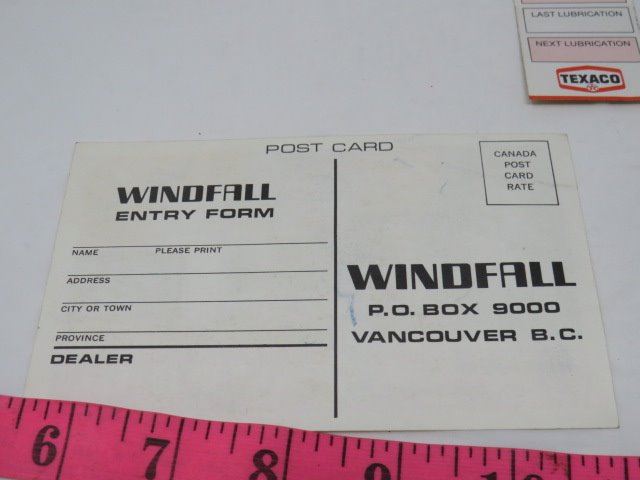 LAST LUBRICATION
NEXT LUBRICATION
TEXACO
POST CARD
CANADA
POST
CARD
RATE
WINDFALL
ENTRY FORM
NAME PLEASE PRINT
ADDRESS
CITY OR TOWN
PROVINCE
DEALER
WINDFALL
P.O. BOX 9000
VANCOUVER B.C.
6 7 8 9 10